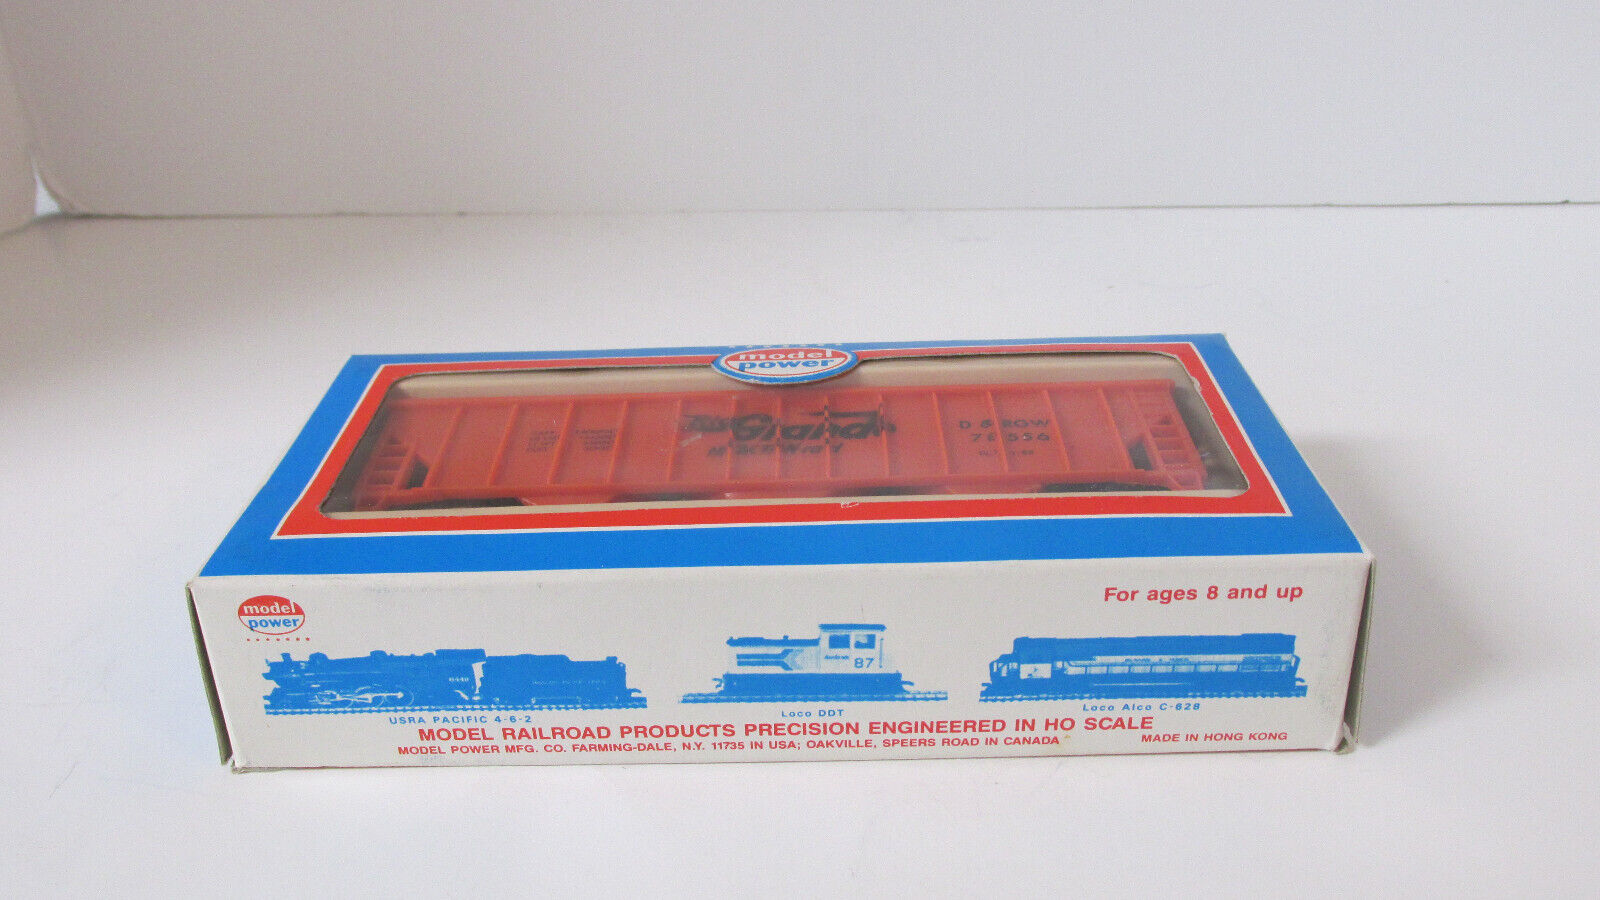 model
power
Rio Grande
D & RGW
model
power
For ages 8 and up
87
USRA PACIFIC 4-6-2
Loco DDT
Loco Alco C-628
MODEL RAILROAD PRODUCTS PRECISION ENGINEERED IN HO SCALE
MODEL POWER MFG. CO. FARMING-DALE, N.Y. 11735 IN USA; OAKVILLE, SPEERS ROAD IN CANADA
MADE IN HONG KONG